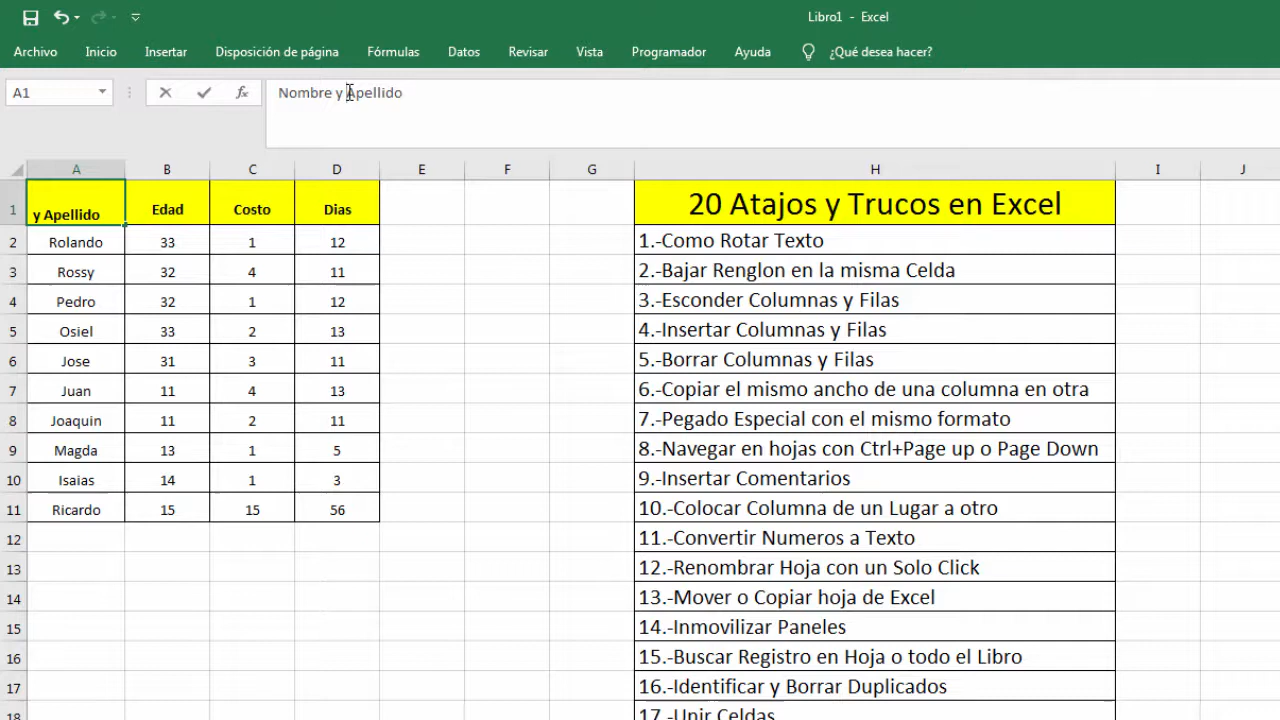 Libro1 - Excel
Archivo Inicio Insertar Disposición de página Fórmulas Datos Revisar Vista Programador Ayuda ¿Qué desea hacer?
A1 fx Nombre y Apellido
A B C D E F G H I J
1 y Apellido Edad Costo Dias 20 Atajos y Trucos en Excel
2 Rolando 33 1 12 1.-Como Rotar Texto
3 Rossy 32 4 11 2.-Bajar Renglon en la misma Celda
4 Pedro 32 1 12 3.-Esconder Columnas y Filas
5 Osiel 33 2 13 4.-Insertar Columnas y Filas
6 Jose 31 3 11 5.-Borrar Columnas y Filas
7 Juan 11 4 13 6.-Copiar el mismo ancho de una columna en otra
8 Joaquin 11 2 11 7.-Pegado Especial con el mismo formato
9 Magda 13 1 5 8.-Navegar en hojas con Ctrl+Page up o Page Down
10 Isaias 14 1 3 9.-Insertar Comentarios
11 Ricardo 15 15 56 10.-Colocar Columna de un Lugar a otro
12 11.-Convertir Numeros a Texto
13 12.-Renombrar Hoja con un Solo Click
14 13.-Mover o Copiar hoja de Excel
15 14.-Inmovilizar Paneles
16 15.-Buscar Registro en Hoja o todo el Libro
17 16.-Identificar y Borrar Duplicados
18 17.-Unir Celdas